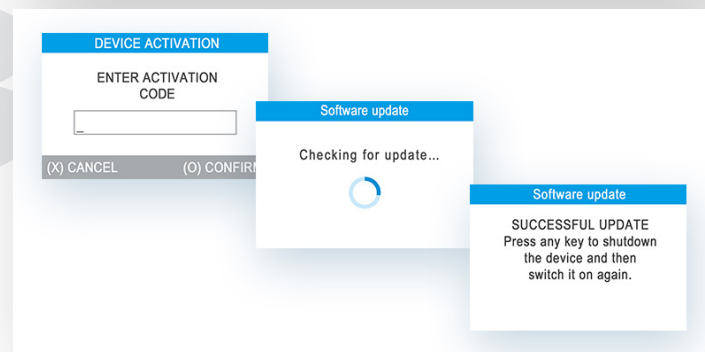 DEVICE ACTIVATION
ENTER ACTIVATION
CODE
_
(X) CANCEL (O) CONFIRM
Software update
Checking for update...
Software update
SUCCESSFUL UPDATE
Press any key to shutdown
the device and then
switch it on again.